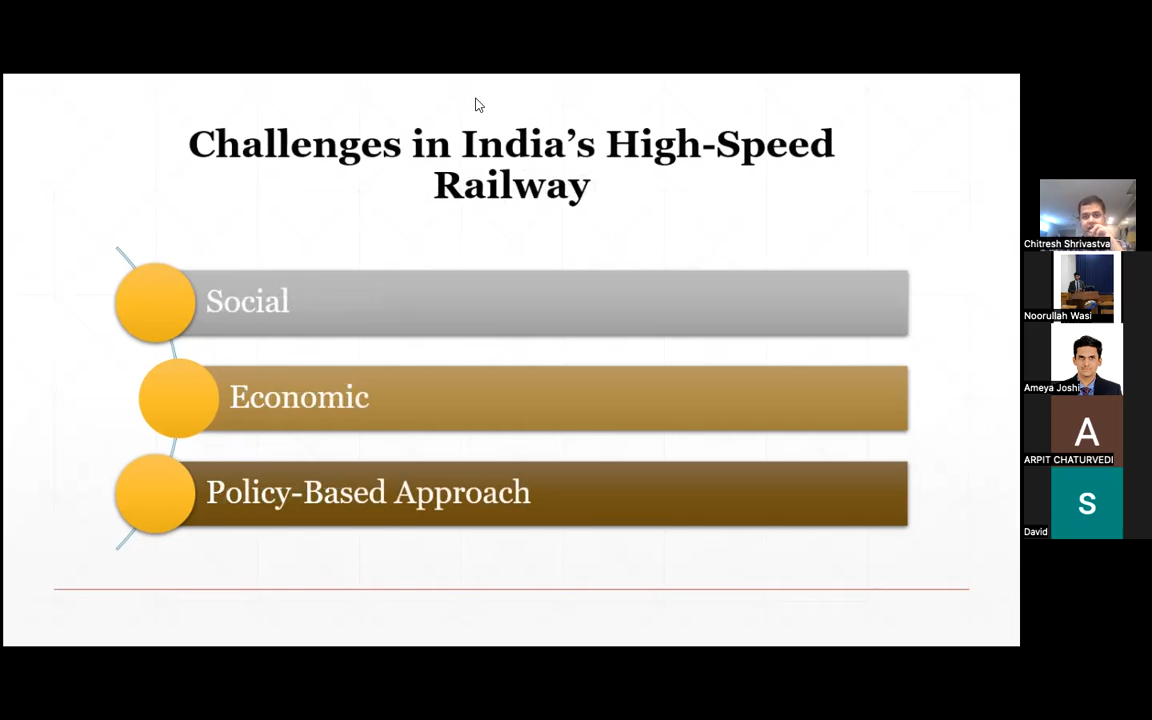 Challenges in India's High-Speed
Railway
Social
Economic
Policy-Based Approach
Chitresh Shrivastva
Noorullah Wasi
Ameya Joshi
A
ARPIT CHATURVEDI
S
David